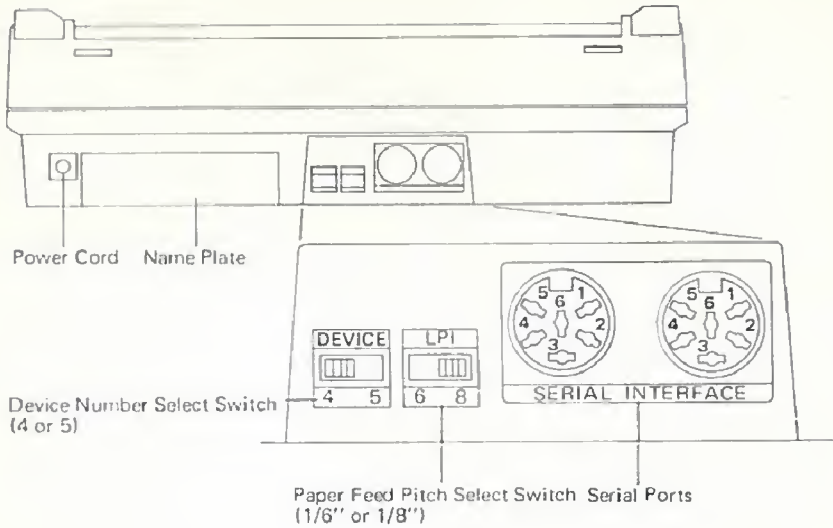 Power Cord Name Plate
5 6 1
4 2
3
5 6 1
4 2
3
DEVICE LPI
4 5 6 8
SERIAL INTERFACE
Device Number Select Switch
(4 or 5)
Paper Feed Pitch Select Switch Serial Ports
(1/6" or 1/8")